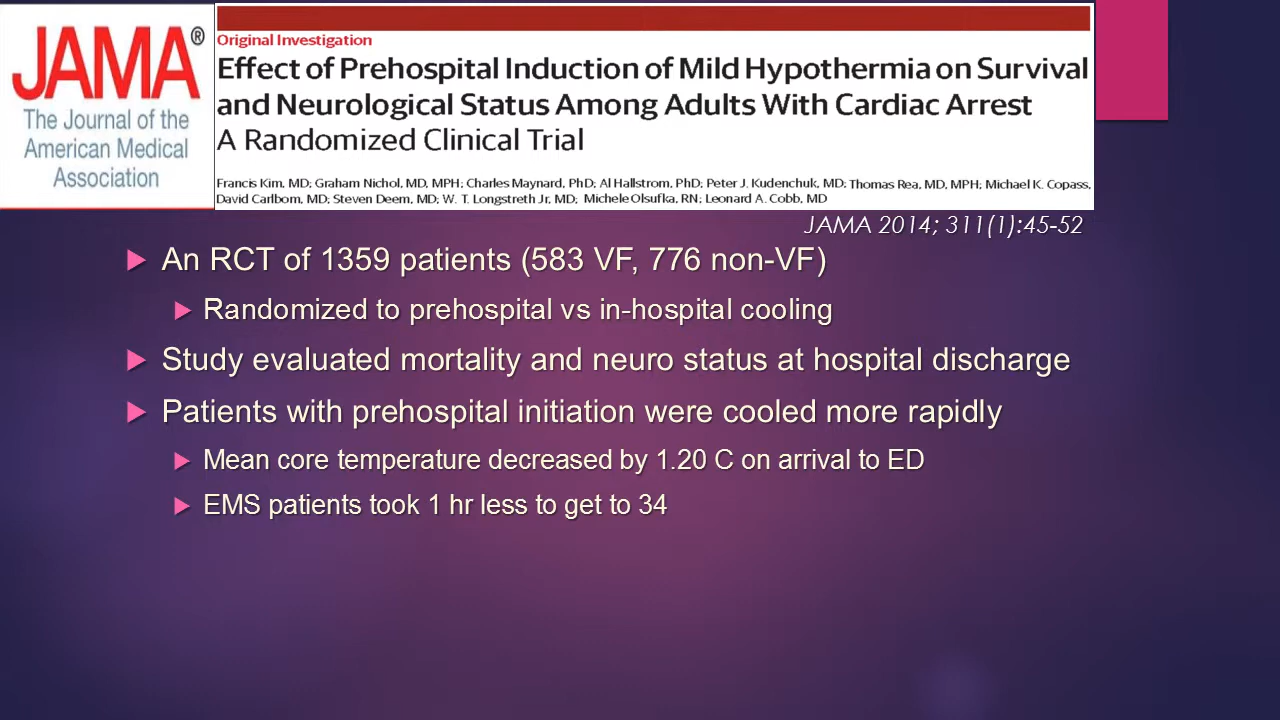 JAMA®
The Journal of the
American Medical
Association
Original Investigation
Effect of Prehospital Induction of Mild Hypothermia on Survival
and Neurological Status Among Adults With Cardiac Arrest
A Randomized Clinical Trial
Francis Kim, MD; Graham Nichol, MD, MPH; Charles Maynard, PhD; Al Hallstrom, PhD; Peter J. Kudenchuk, MD; Thomas Rea, MD, MPH; Michael K. Copass,
David Carlbom, MD; Steven Deem, MD; W. T. Longstreth Jr, MD; Michele Olsufka, RN; Leonard A. Cobb, MD
JAMA 2014; 311(1):45-52
An RCT of 1359 patients (583 VF, 776 non-VF)
Randomized to prehospital vs in-hospital cooling
Study evaluated mortality and neuro status at hospital discharge
Patients with prehospital initiation were cooled more rapidly
Mean core temperature decreased by 1.20 C on arrival to ED
EMS patients took 1 hr less to get to 34